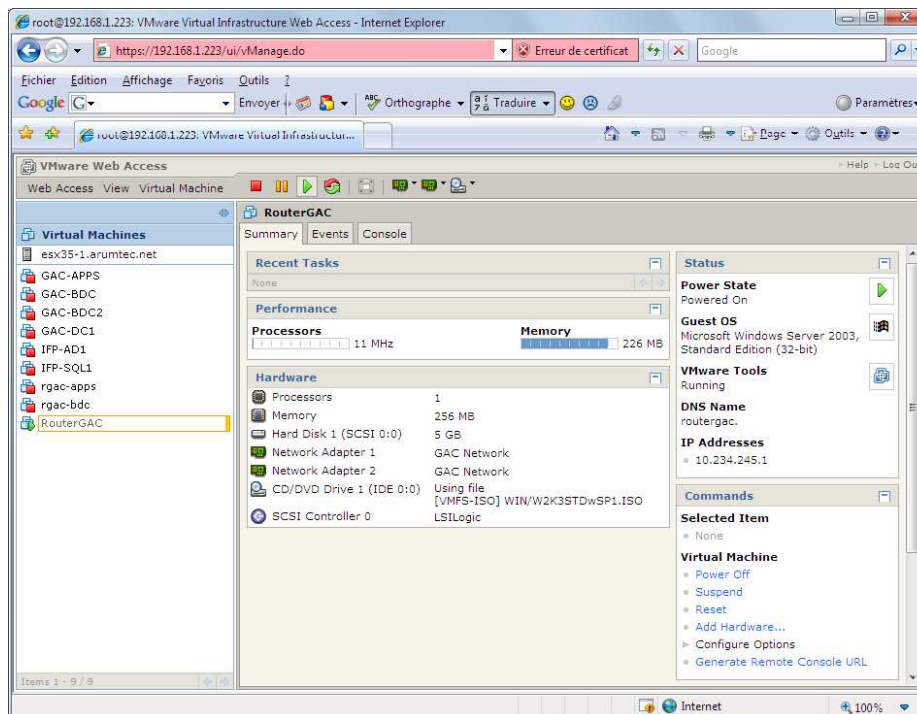 root@192.168.1.223: VMware Virtual Infrastructure Web Access - Internet Explorer
https://192.168.1.223/ui/vManage.do
Erreur de certificat
Google
Fichier Edition Affichage Favoris Outils ?
Google G Envoyer Orthographe Traduire Paramètres
root@192.168.1.223: VMware Virtual Infrastructur...
Page Outils
VMware Web Access
Help Log Ou
Web Access View Virtual Machine
RouterGAC
Virtual Machines
Summary Events Console
esx35-1.arumtec.net
GAC-APPS
GAC-BDC
GAC-BDC2
GAC-DC1
IFP-AD1
IFP-SQL1
rgac-apps
rgac-bdc
RouterGAC
Items 1 - 9 / 9
Recent Tasks
None
Performance
Processors Memory
11 MHz 226 MB
Hardware
Processors 1
Memory 256 MB
Hard Disk 1 (SCSI 0:0) 5 GB
Network Adapter 1 GAC Network
Network Adapter 2 GAC Network
CD/DVD Drive 1 (IDE 0:0) Using file
[VMFS-ISO] WIN/W2K3STDwSP1.ISO
SCSI Controller 0 LSILogic
Status
Power State
Powered On
Guest OS
Microsoft Windows Server 2003,
Standard Edition (32-bit)
VMware Tools
Running
DNS Name
routergac.
IP Addresses
10.234.245.1
Commands
Selected Item
None
Virtual Machine
Power Off
Suspend
Reset
Add Hardware...
Configure Options
Generate Remote Console URL
Internet
100%